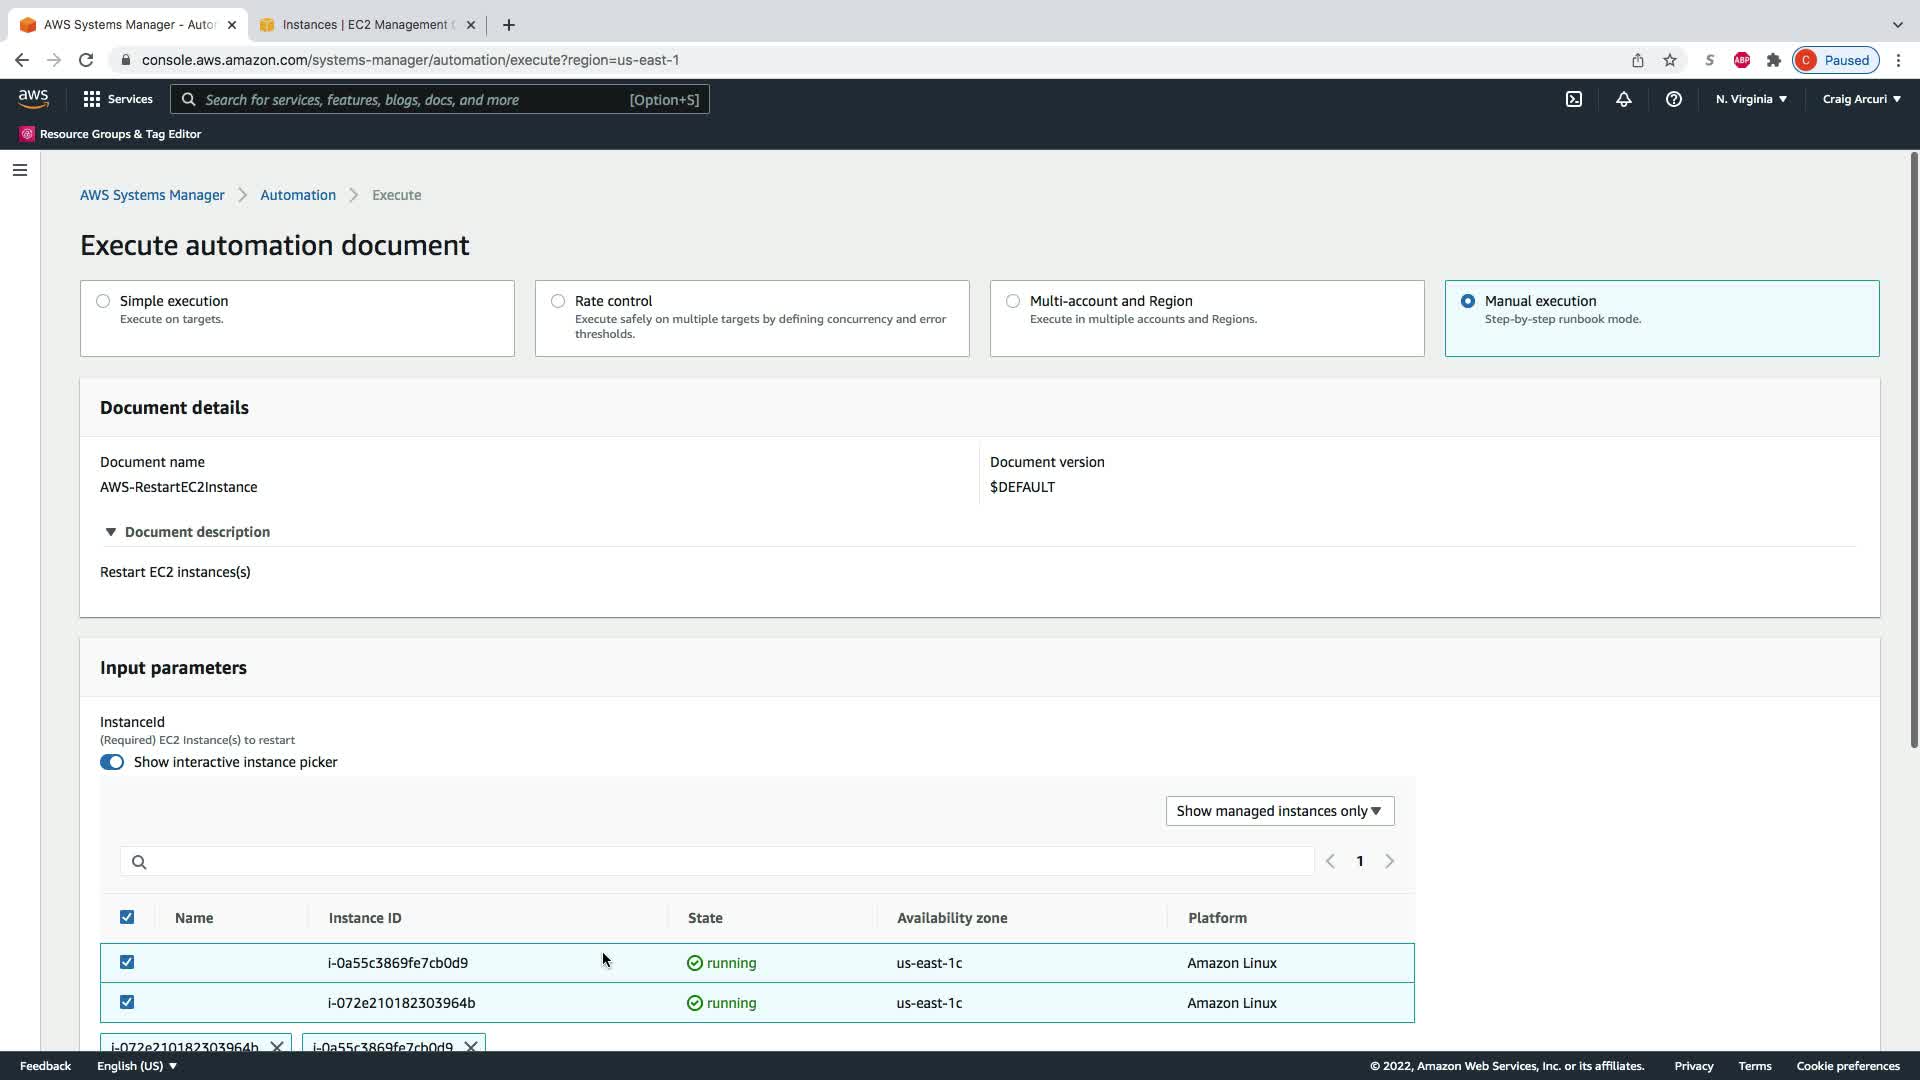 AWS Systems Manager - Autor
Instances | EC2 Management C
console.aws.amazon.com/systems-manager/automation/execute?region=us-east-1
S
ABP
C
Paused
aws
Services
Search for services, features, blogs, docs, and more
[Option+S]
N. Virginia
Craig Arcuri
Resource Groups & Tag Editor
AWS Systems Manager
Automation
Execute
Execute automation document
Simple execution
Execute on targets.
Rate control
Execute safely on multiple targets by defining concurrency and error
thresholds.
Multi-account and Region
Execute in multiple accounts and Regions.
Manual execution
Step-by-step runbook mode.
Document details
Document name
AWS-RestartEC2Instance
Document version
$DEFAULT
Document description
Restart EC2 instances(s)
Input parameters
InstanceId
(Required) EC2 Instance(s) to restart
Show interactive instance picker
Show managed instances only
1
Name Instance ID State Availability zone Platform
i-0a55c3869fe7cb0d9 running us-east-1c Amazon Linux
i-072e210182303964b running us-east-1c Amazon Linux
i-072e210182303964b i-0a55c3869fe7cb0d9
Feedback English (US) © 2022, Amazon Web Services, Inc. or its affiliates. Privacy Terms Cookie preferences